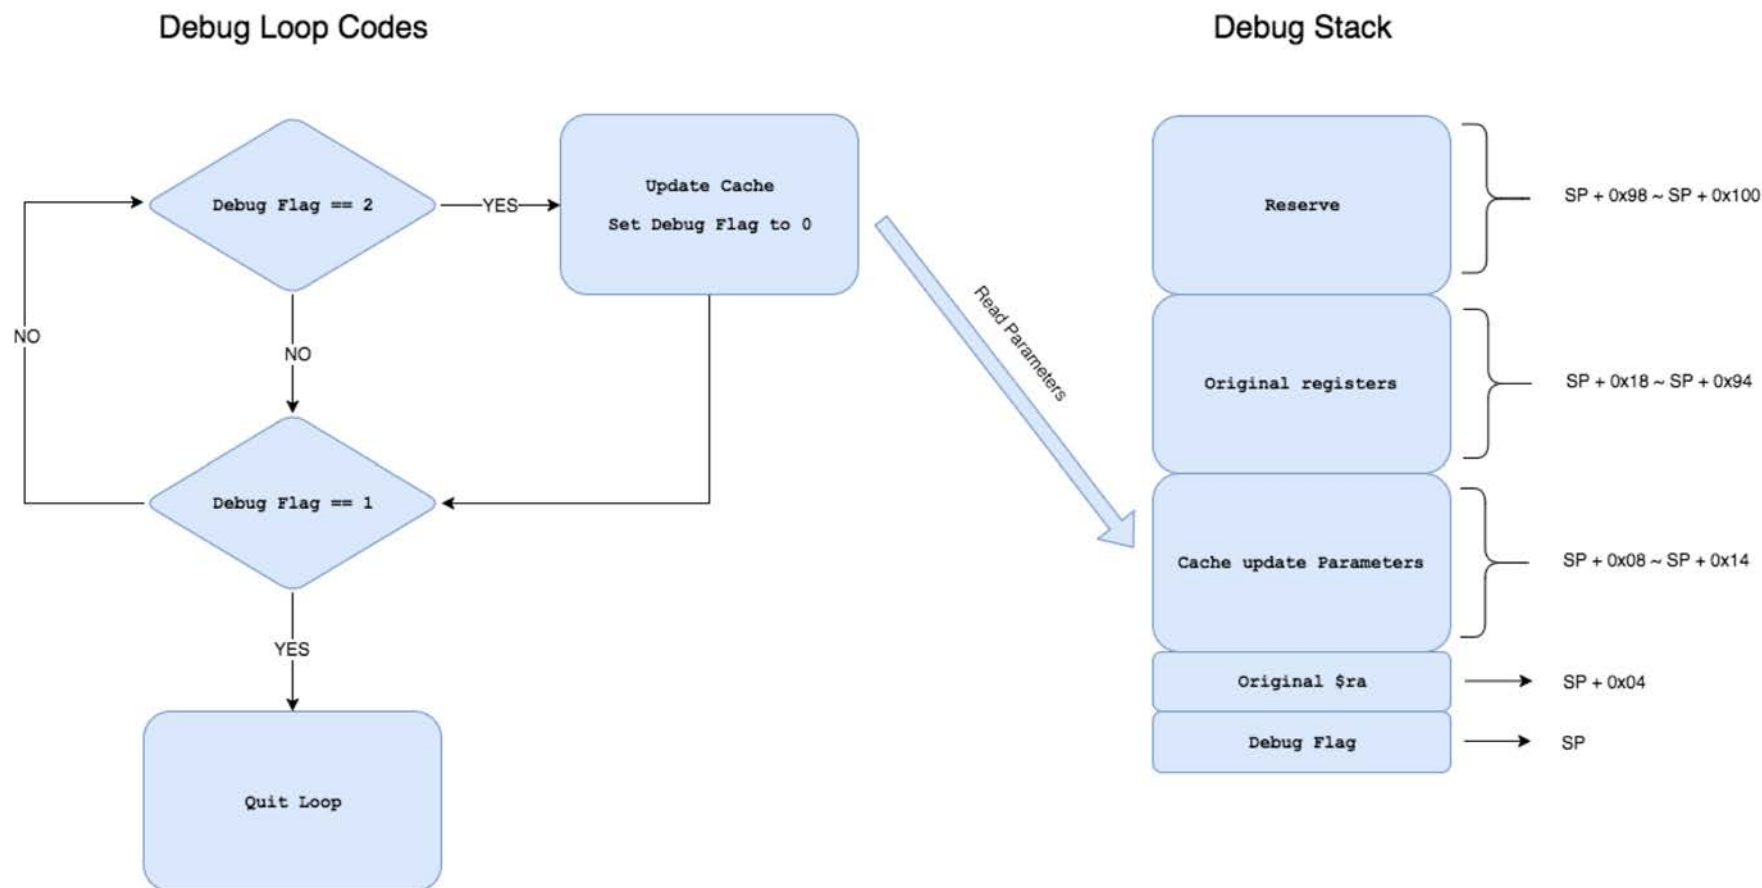 Debug Loop Codes
Debug Flag == 2
YES
Update Cache
Set Debug Flag to 0
NO
NO
Debug Flag == 1
YES
Quit Loop
Read Parameters
Debug Stack
Reserve
SP + 0x98 ~ SP + 0x100
Original registers
SP + 0x18 ~ SP + 0x94
Cache update Parameters
SP + 0x08 ~ SP + 0x14
Original $ra
SP + 0x04
Debug Flag
SP